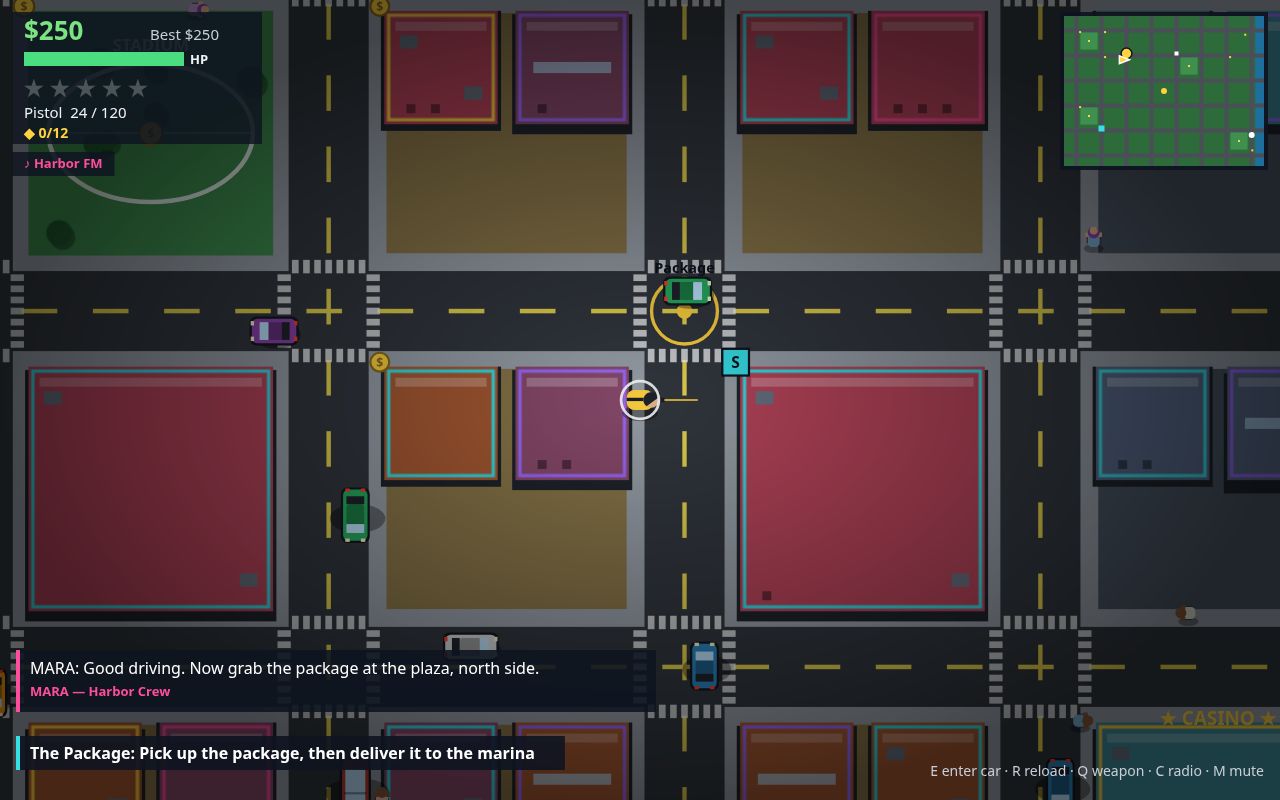 $250
Best $250
STADIUM
HP
Pistol 24 / 120
◆ 0/12
♪ Harbor FM
$
$
$
$
Package
S
MARA: Good driving. Now grab the package at the plaza, north side.
MARA — Harbor Crew
★ CASINO ★
The Package: Pick up the package, then deliver it to the marina
E enter car · R reload · Q weapon · C radio · M mute